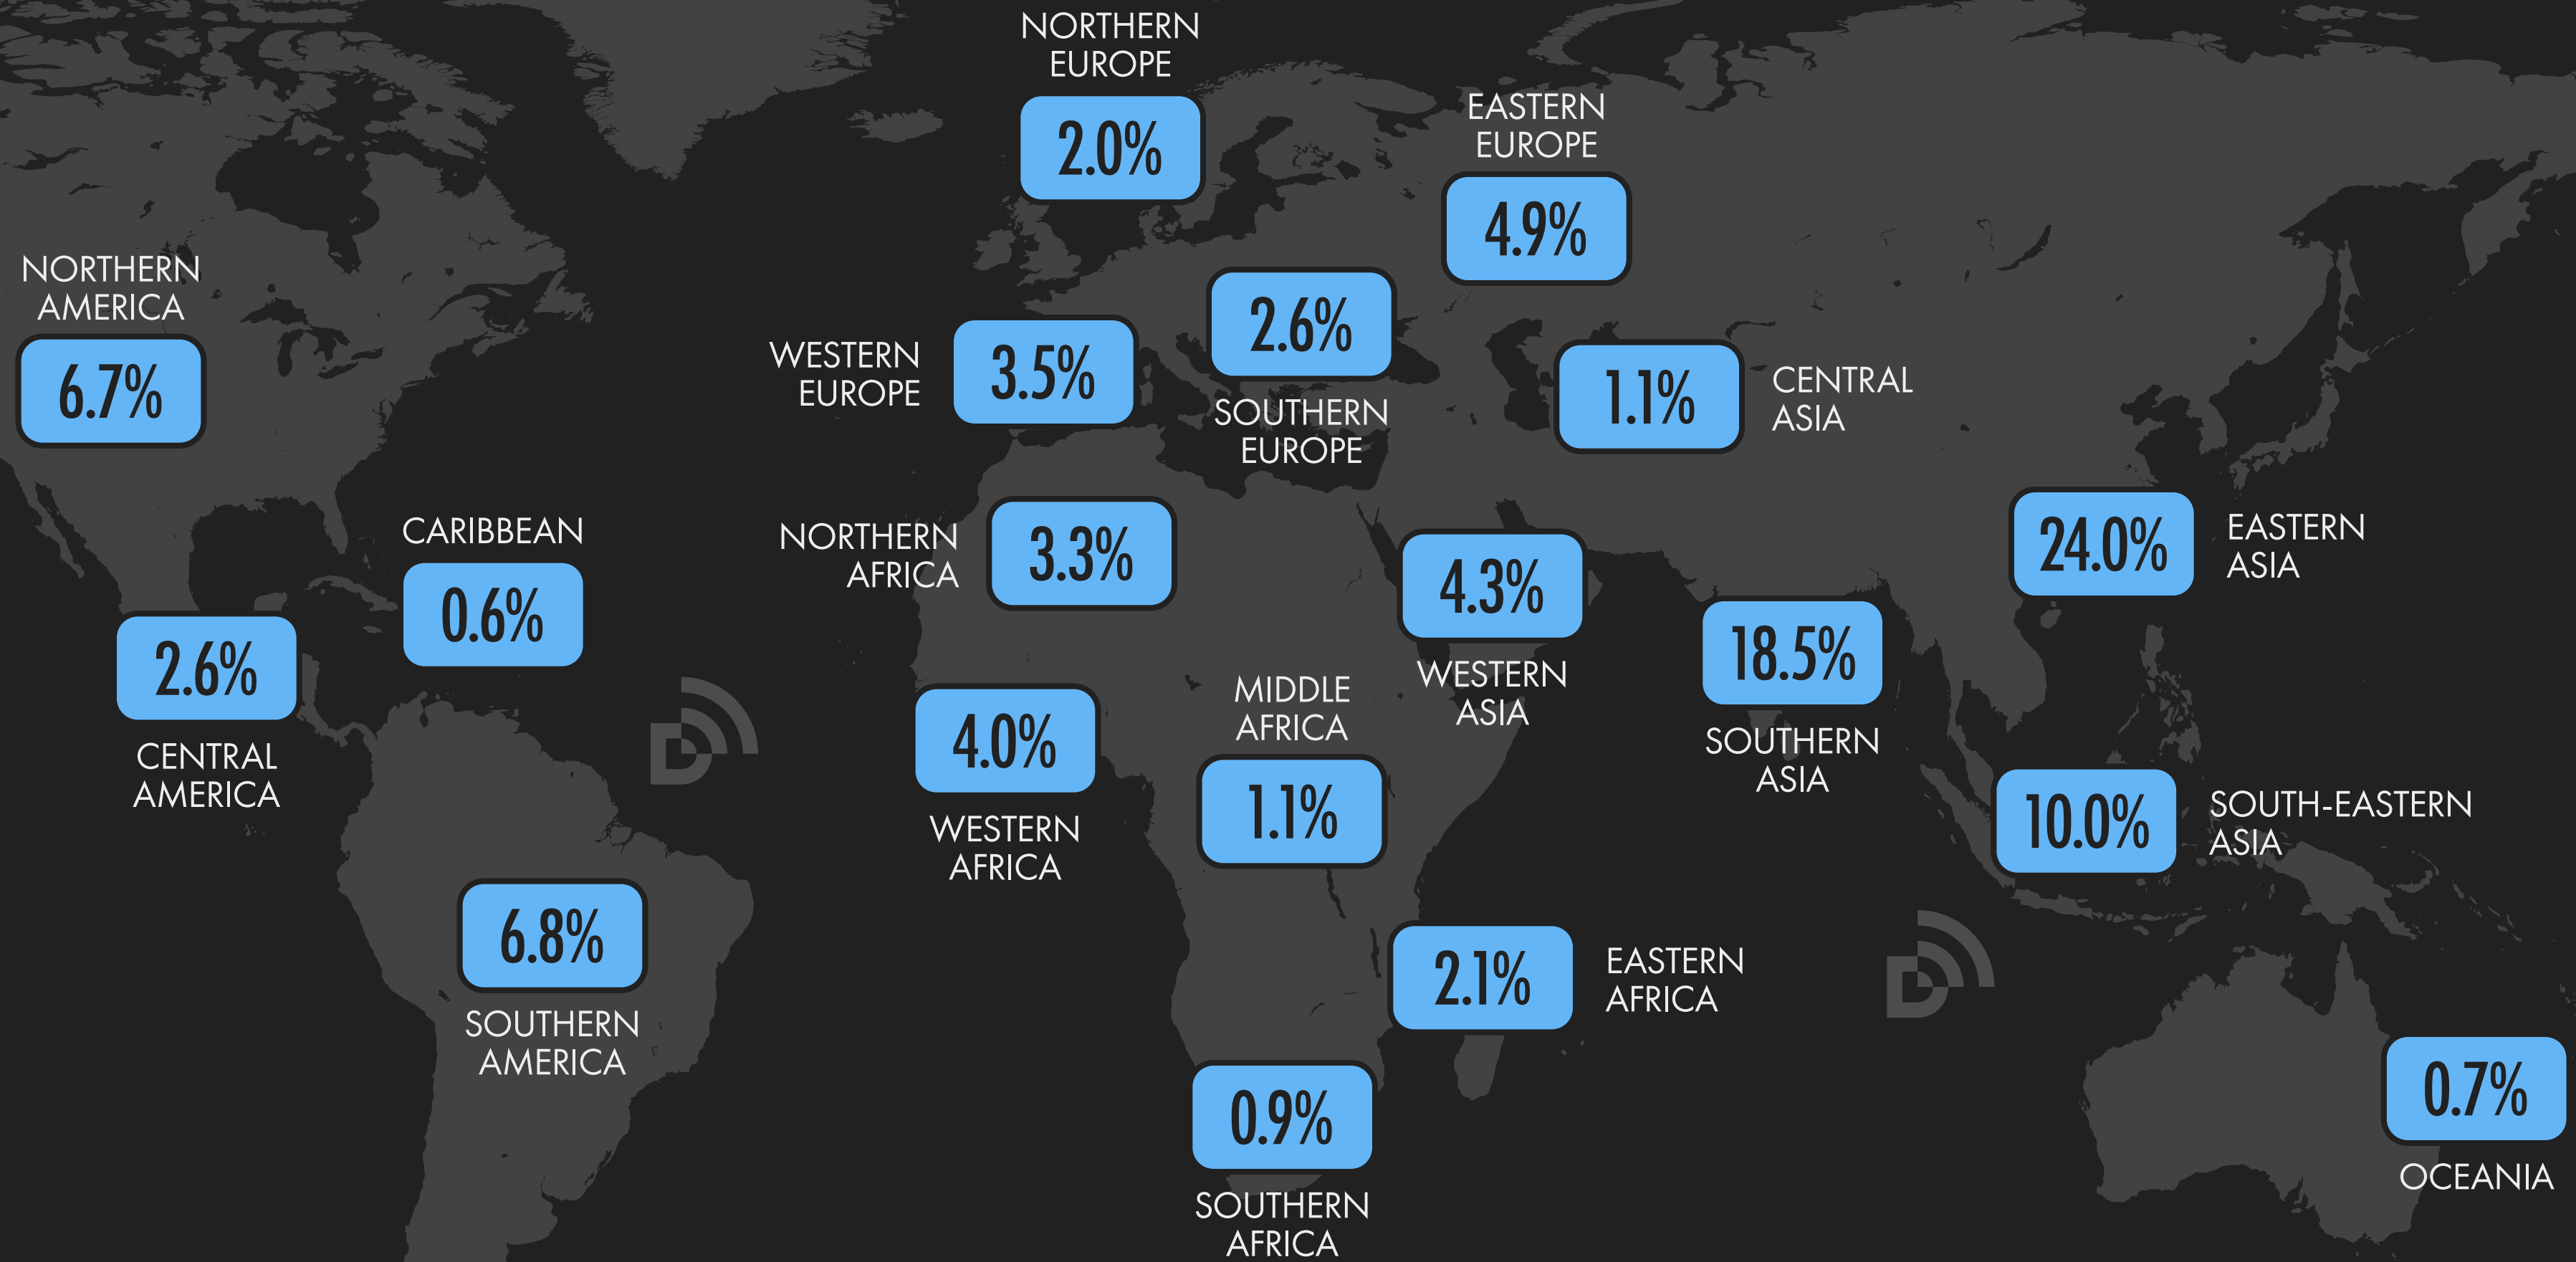 NORTHERN
EUROPE
2.0%
EASTERN
EUROPE
4.9%
NORTHERN
AMERICA
6.7%
WESTERN
EUROPE
3.5%
2.6%
SOUTHERN
EUROPE
1.1%
CENTRAL
ASIA
CARIBBEAN
0.6%
NORTHERN
AFRICA
3.3%
4.3%
WESTERN
ASIA
24.0%
EASTERN
ASIA
2.6%
CENTRAL
AMERICA
18.5%
SOUTHERN
ASIA
4.0%
WESTERN
AFRICA
MIDDLE
AFRICA
1.1%
10.0%
SOUTH-EASTERN
ASIA
6.8%
SOUTHERN
AMERICA
2.1%
EASTERN
AFRICA
0.9%
SOUTHERN
AFRICA
0.7%
OCEANIA